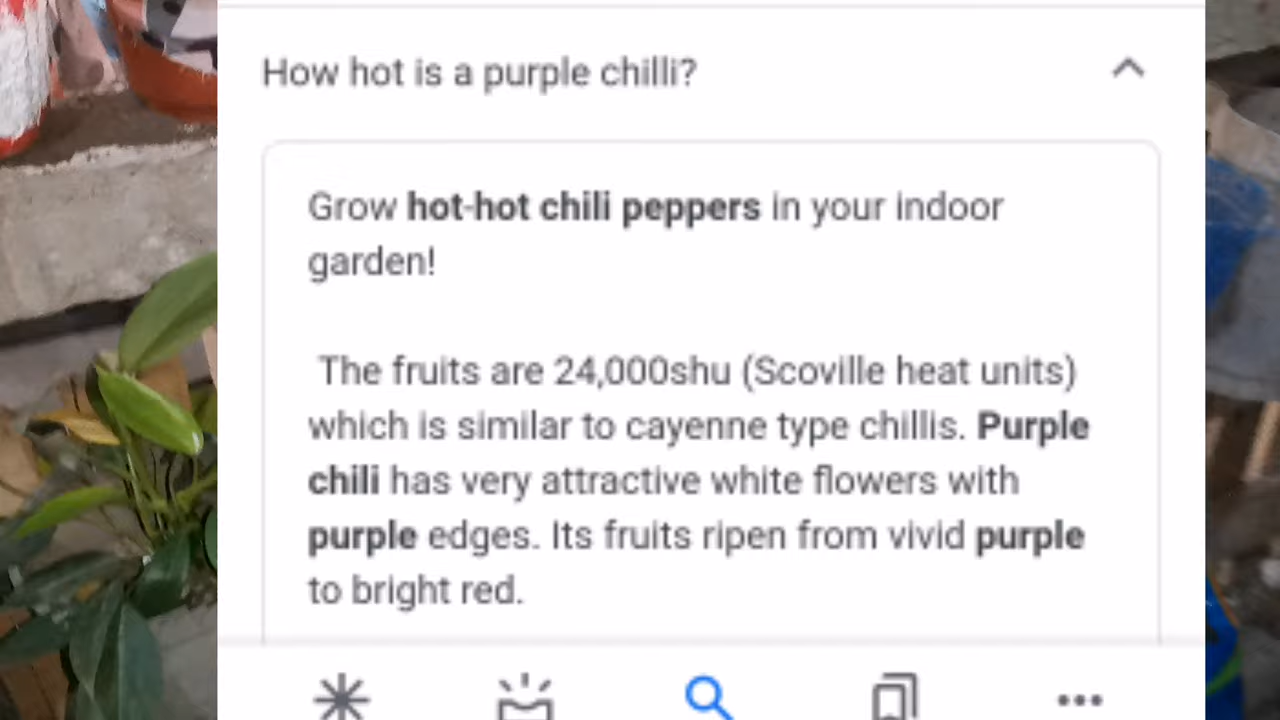 How hot is a purple chilli?
Grow hot-hot chili peppers in your indoor
garden!
The fruits are 24,000shu (Scoville heat units)
which is similar to cayenne type chillis. Purple
chili has very attractive white flowers with
purple edges. Its fruits ripen from vivid purple
to bright red.